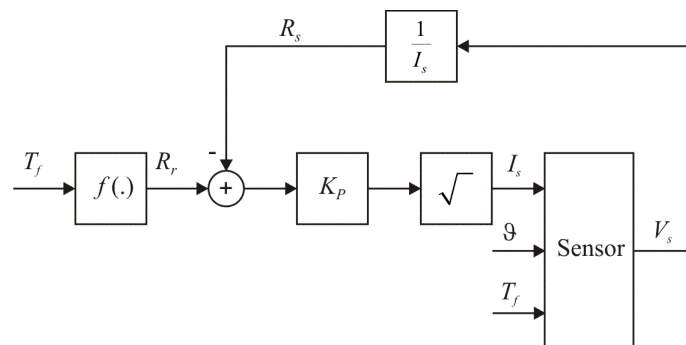 R_s
1
I_s
-
T_f
f(.)
R_r
+
K_P
√
I_s
ϑ
T_f
Sensor
V_s